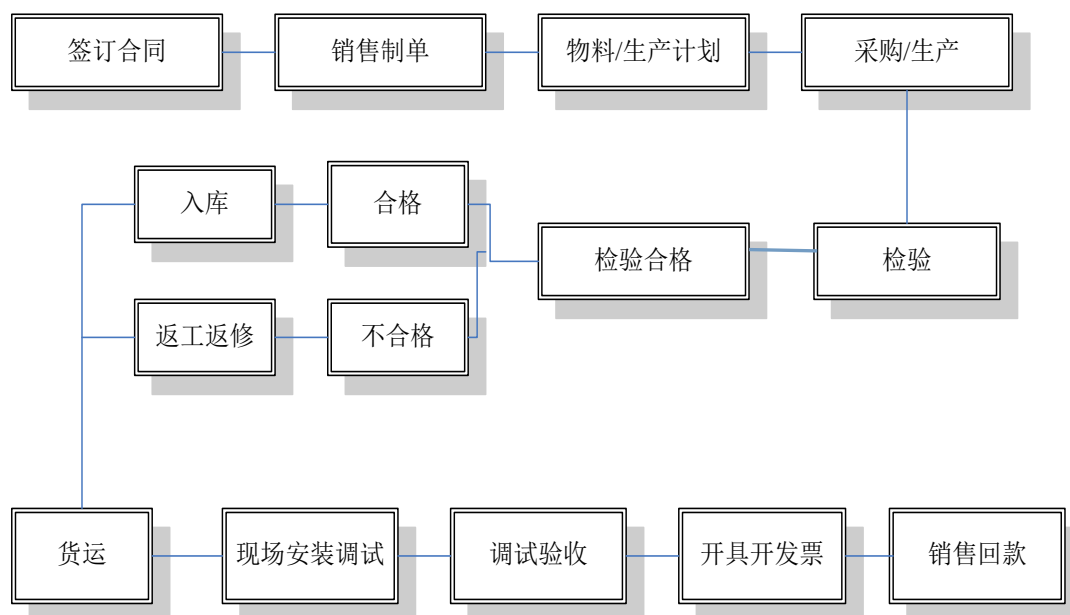 签订合同
销售制单
物料/生产计划
采购/生产
入库
合格
检验合格
检验
返工返修
不合格
货运
现场安装调试
调试验收
开具开发票
销售回款